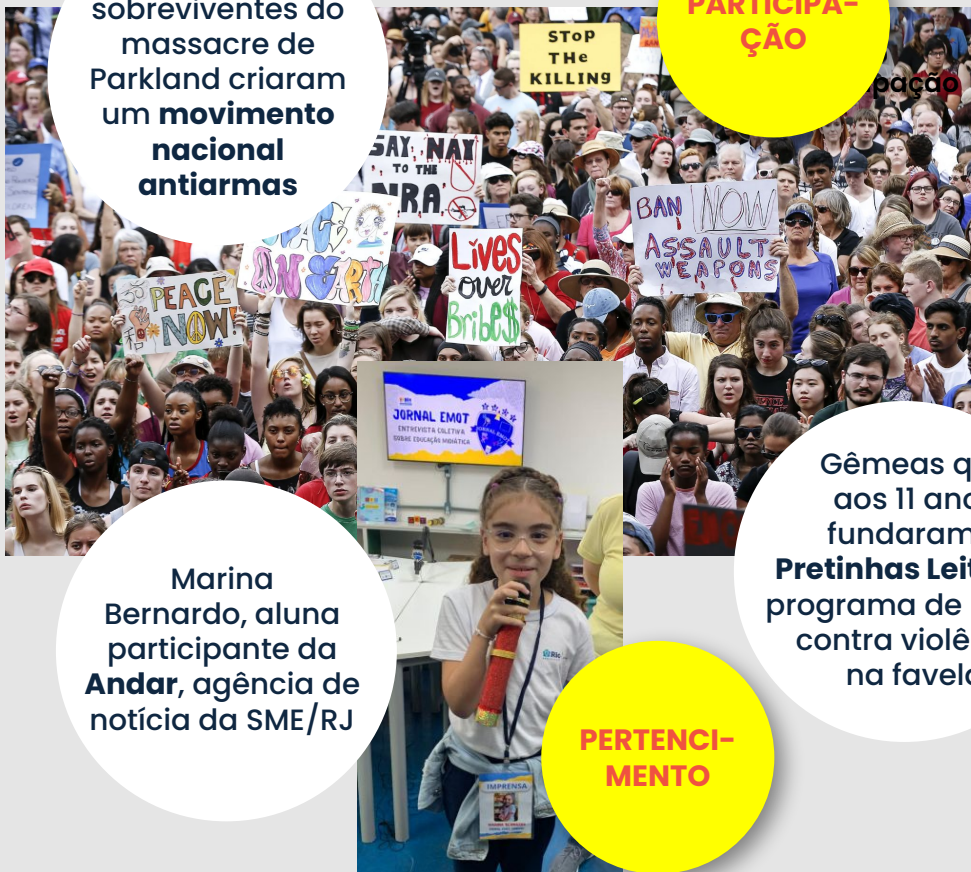 sobreviventes do
massacre de
Parkland criaram
um movimento
nacional
antiarmas
PARTICIPA-
ÇÃO
pação
STOP
THE
KILLING
SAY NAY
TO THE
NRA
BAN NOW
ASSAULT
WEAPONS
PEACE
ON EARTH
Lives
over
Bribe$$
PEACE
NOW!
JORNAL EMOT
ENTREVISTA COLETIVA
SOBRE EDUCAÇÃO MIDIÁTICA
Gêmeas q
aos 11 an
fundaram
Pretinhas Leit
programa de
contra violê
na favel
Marina
Bernardo, aluna
participante da
Andar, agência de
notícia da SME/RJ
Rio
PERTENCI-
MENTO
IMPRENSA